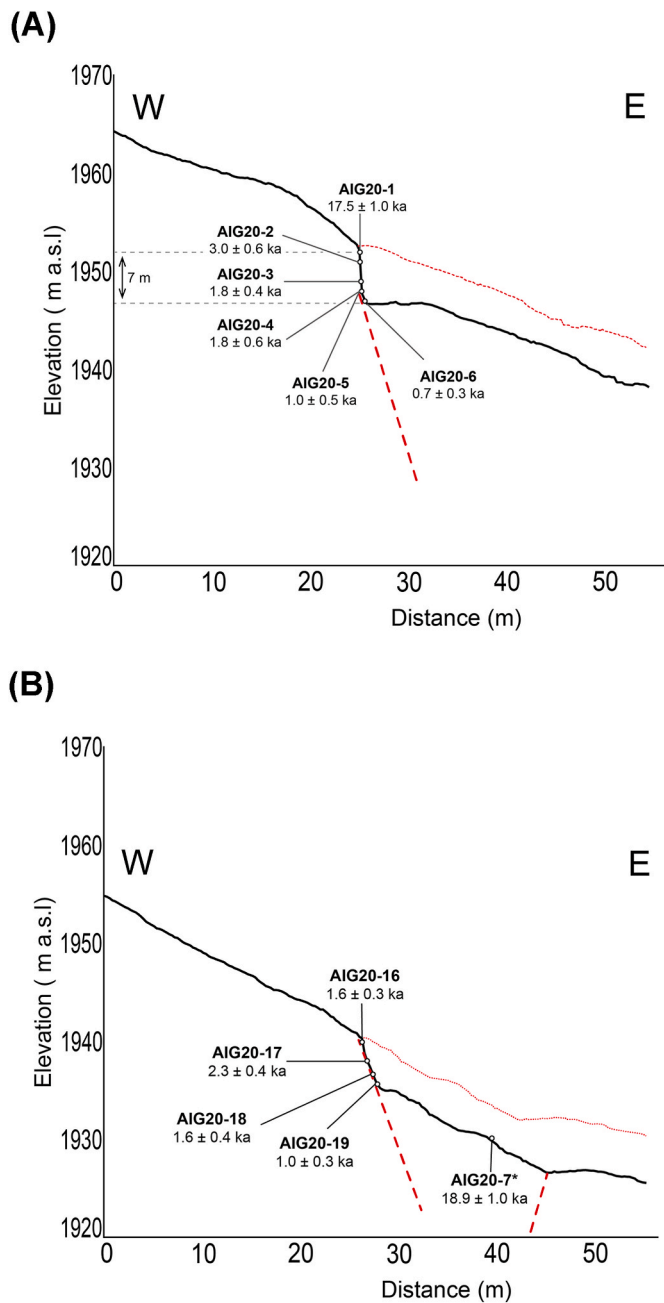 (A)
1970
W
E
1960
AIG20-1
17.5 ± 1.0 ka
AIG20-2
3.0 ± 0.6 ka
1950
7 m
AIG20-3
1.8 ± 0.4 ka
AIG20-4
1.8 ± 0.6 ka
AIG20-5
1.0 ± 0.5 ka
AIG20-6
0.7 ± 0.3 ka
1940
1930
1920
Elevation ( m a.s.l)
0 10 20 30 40 50
Distance (m)
(B)
1970
1960
W
E
1950
AIG20-16
1.6 ± 0.3 ka
1940
AIG20-17
2.3 ± 0.4 ka
AIG20-18
1.6 ± 0.4 ka
AIG20-19
1.0 ± 0.3 ka
1930
AIG20-7*
18.9 ± 1.0 ka
1920
Elevation ( m a.s.l)
0 10 20 30 40 50
Distance (m)